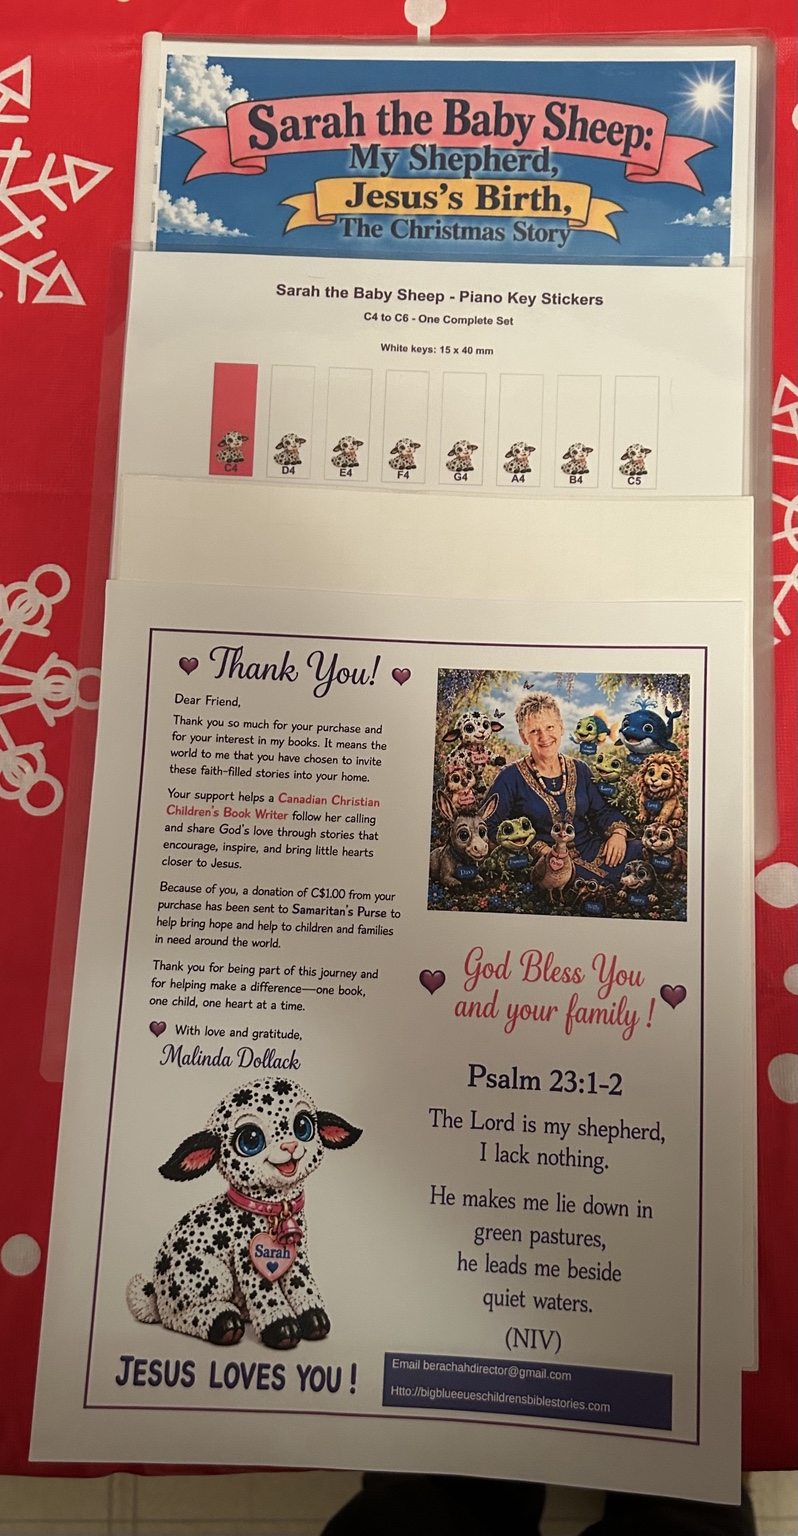 Sarah the Baby Sheep:
My Shepherd,
Jesus's Birth,
The Christmas Story
Sarah the Baby Sheep - Piano Key Stickers
C4 to C6 - One Complete Set
White keys: 15 x 40 mm
C4 D4 E4 F4 G4 A4 B4 C5
Thank You!
Dear Friend,
Thank you so much for your purchase and
for your interest in my books. It means the
world to me that you have chosen to invite
these faith-filled stories into your home.
Your support helps a Canadian Christian
Children's Book Writer follow her calling
and share God's love through stories that
encourage, inspire, and bring little hearts
closer to Jesus.
Because of you, a donation of C$1.00 from your
purchase has been sent to Samaritan's Purse to
help bring hope and help to children and families
in need around the world.
Thank you for being part of this journey and
for helping make a difference—one book,
one child, one heart at a time.
With love and gratitude,
Malinda Dollack
Sarah
JESUS LOVES YOU !
Davy
God Bless You
and your family !
Psalm 23:1-2
The Lord is my shepherd,
I lack nothing.
He makes me lie down in
green pastures,
he leads me beside
quiet waters.
(NIV)
Email berachahdirector@gmail.com
Htto://bigblueeueschildrensbiblestories.com